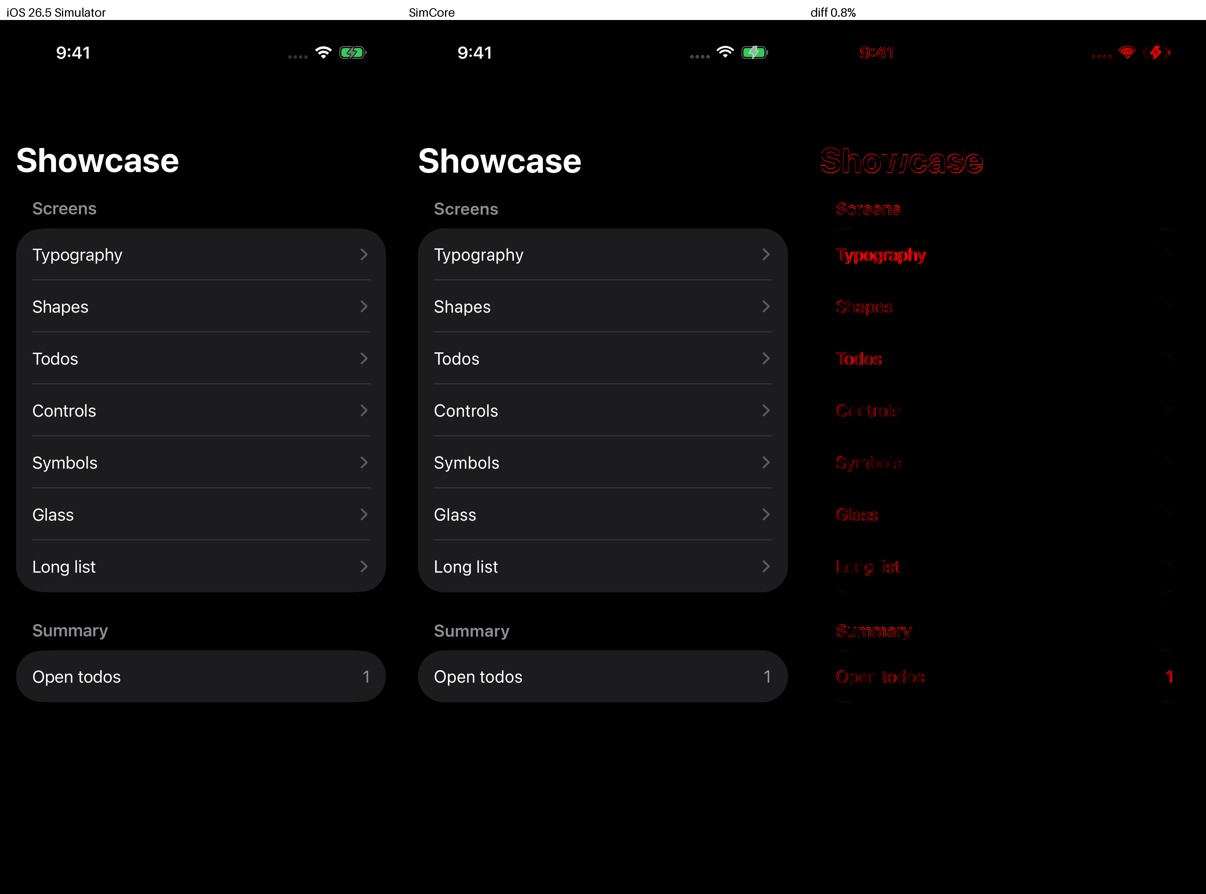 iOS 26.5 Simulator SimCore diff 0.8%
9:41 9:41 9:41
Showcase Showcase Showcase
Screens Screens Screens
Typography Typography Typography
Shapes Shapes Shapes
Todos Todos Todos
Controls Controls Controls
Symbols Symbols Symbols
Glass Glass Glass
Long list Long list Long list
Summary Summary Summary
Open todos 1 Open todos 1 Open todos 1